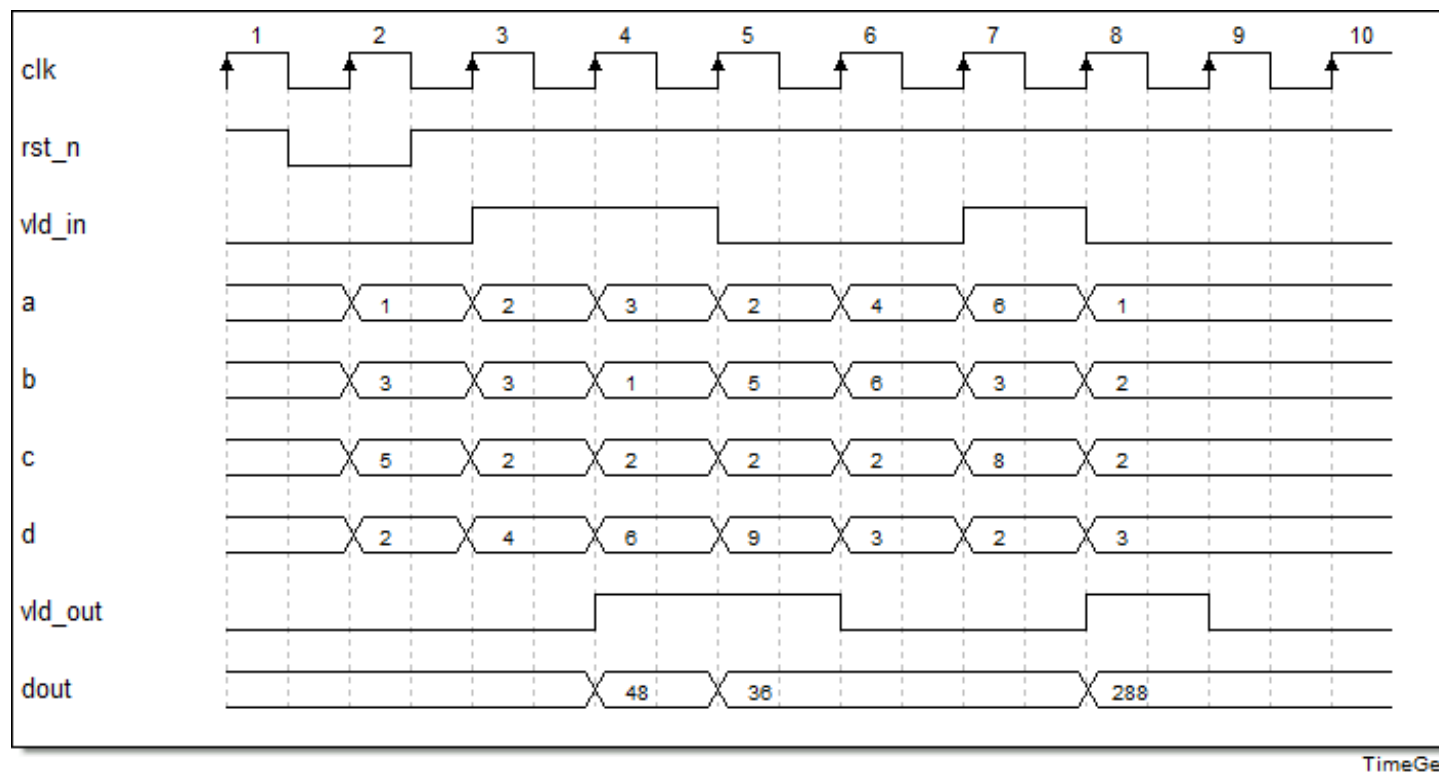 1 2 3 4 5 6 7 8 9 10
clk
rst_n
vld_in
a 1 2 3 2 4 6 1
b 3 3 1 5 6 3 2
c 5 2 2 2 2 8 2
d 2 4 6 9 3 2 3
vld_out
dout 48 36 288
TimeGe